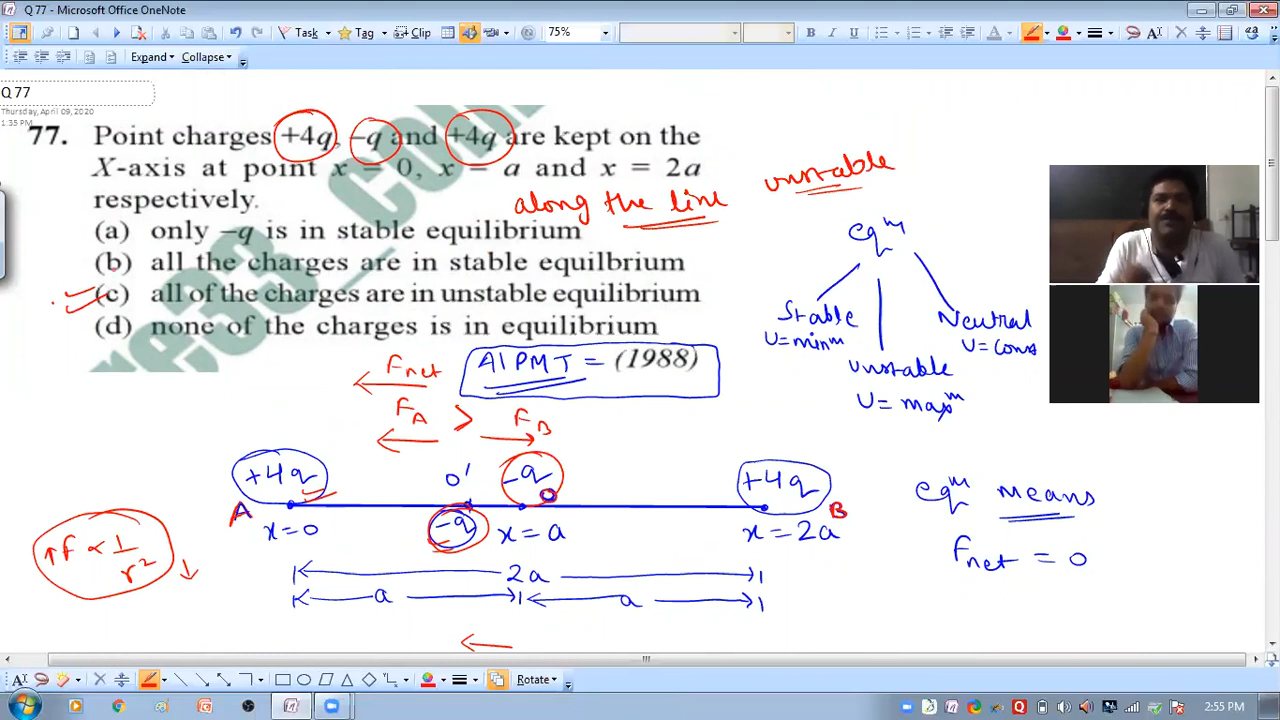 Q 77 - Microsoft Office OneNote
Task
Tag
Clip
75%
Expand
Collapse
Q 77
Thursday, April 09, 2020
1:35 PM
77. Point charges +4q, −q and +4q are kept on the
X-axis at point x = 0, x = a and x = 2a
respectively.
(a) only −q is in stable equilibrium
(b) all the charges are in stable equilbrium
(c) all of the charges are in unstable equilibrium
(d) none of the charges is in equilibrium
along the line
unstable
eqᵐ
Stable
U=minᵐ
unstable
U= maxᵐ
Neutral
U=cons
AIPMT = (1988)
Fnet
FA > FB
+4q
O'
−q
+4q
A
−q
O
B
x=0
x=a
x=2a
2a
a
a
↑F ∝ 1/r² ↓
eqᵐ means
Fnet = 0
Rotate
2:55 PM